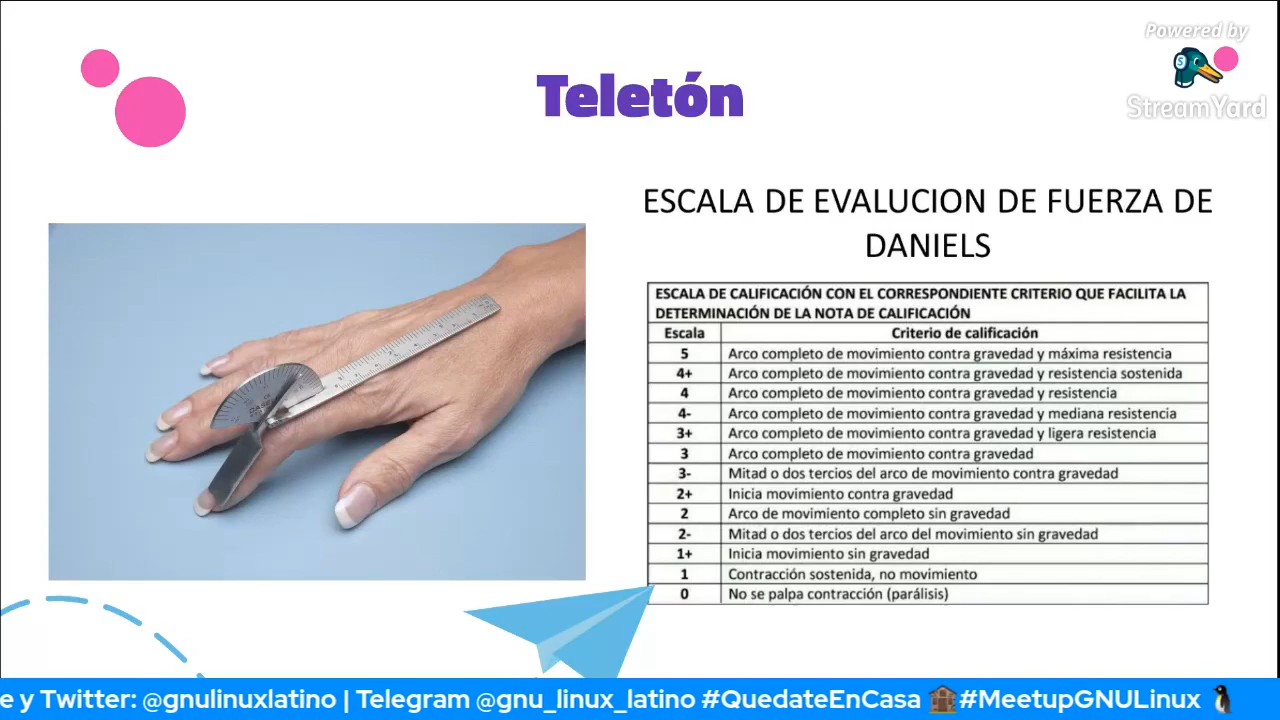 Powered by
StreamYard
Teletón
ESCALA DE EVALUCION DE FUERZA DE
DANIELS
ESCALA DE CALIFICACIÓN CON EL CORRESPONDIENTE CRITERIO QUE FACILITA LA
DETERMINACIÓN DE LA NOTA DE CALIFICACIÓN
Escala Criterio de calificación
5 Arco completo de movimiento contra gravedad y máxima resistencia
4+ Arco completo de movimiento contra gravedad y resistencia sostenida
4 Arco completo de movimiento contra gravedad y resistencia
4- Arco completo de movimiento contra gravedad y mediana resistencia
3+ Arco completo de movimiento contra gravedad y ligera resistencia
3 Arco completo de movimiento contra gravedad
3- Mitad o dos tercios del arco de movimiento contra gravedad
2+ Inicia movimiento contra gravedad
2 Arco de movimiento completo sin gravedad
2- Mitad o dos tercios del arco del movimiento sin gravedad
1+ Inicia movimiento sin gravedad
1 Contracción sostenida, no movimiento
0 No se palpa contracción (parálisis)
e y Twitter: @gnulinuxlatino | Telegram @gnu_linux_latino #QuedateEnCasa 🏚️#MeetupGNULinux 🐧